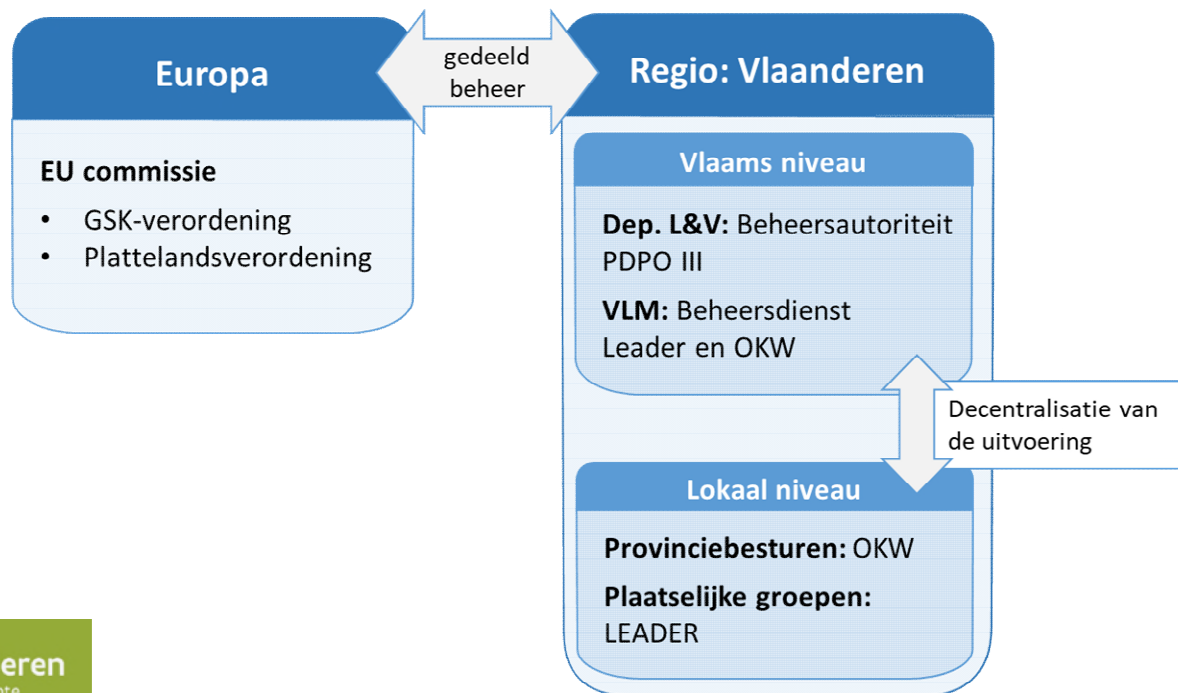 Europa
gedeeld
beheer
Regio: Vlaanderen
EU commissie
• GSK-verordening
• Plattelandsverordening
Vlaams niveau
Dep. L&V: Beheersautoriteit
PDPO III
VLM: Beheersdienst
Leader en OKW
Decentralisatie van
de uitvoering
Lokaal niveau
Provinciebesturen: OKW
Plaatselijke groepen:
LEADER
eren